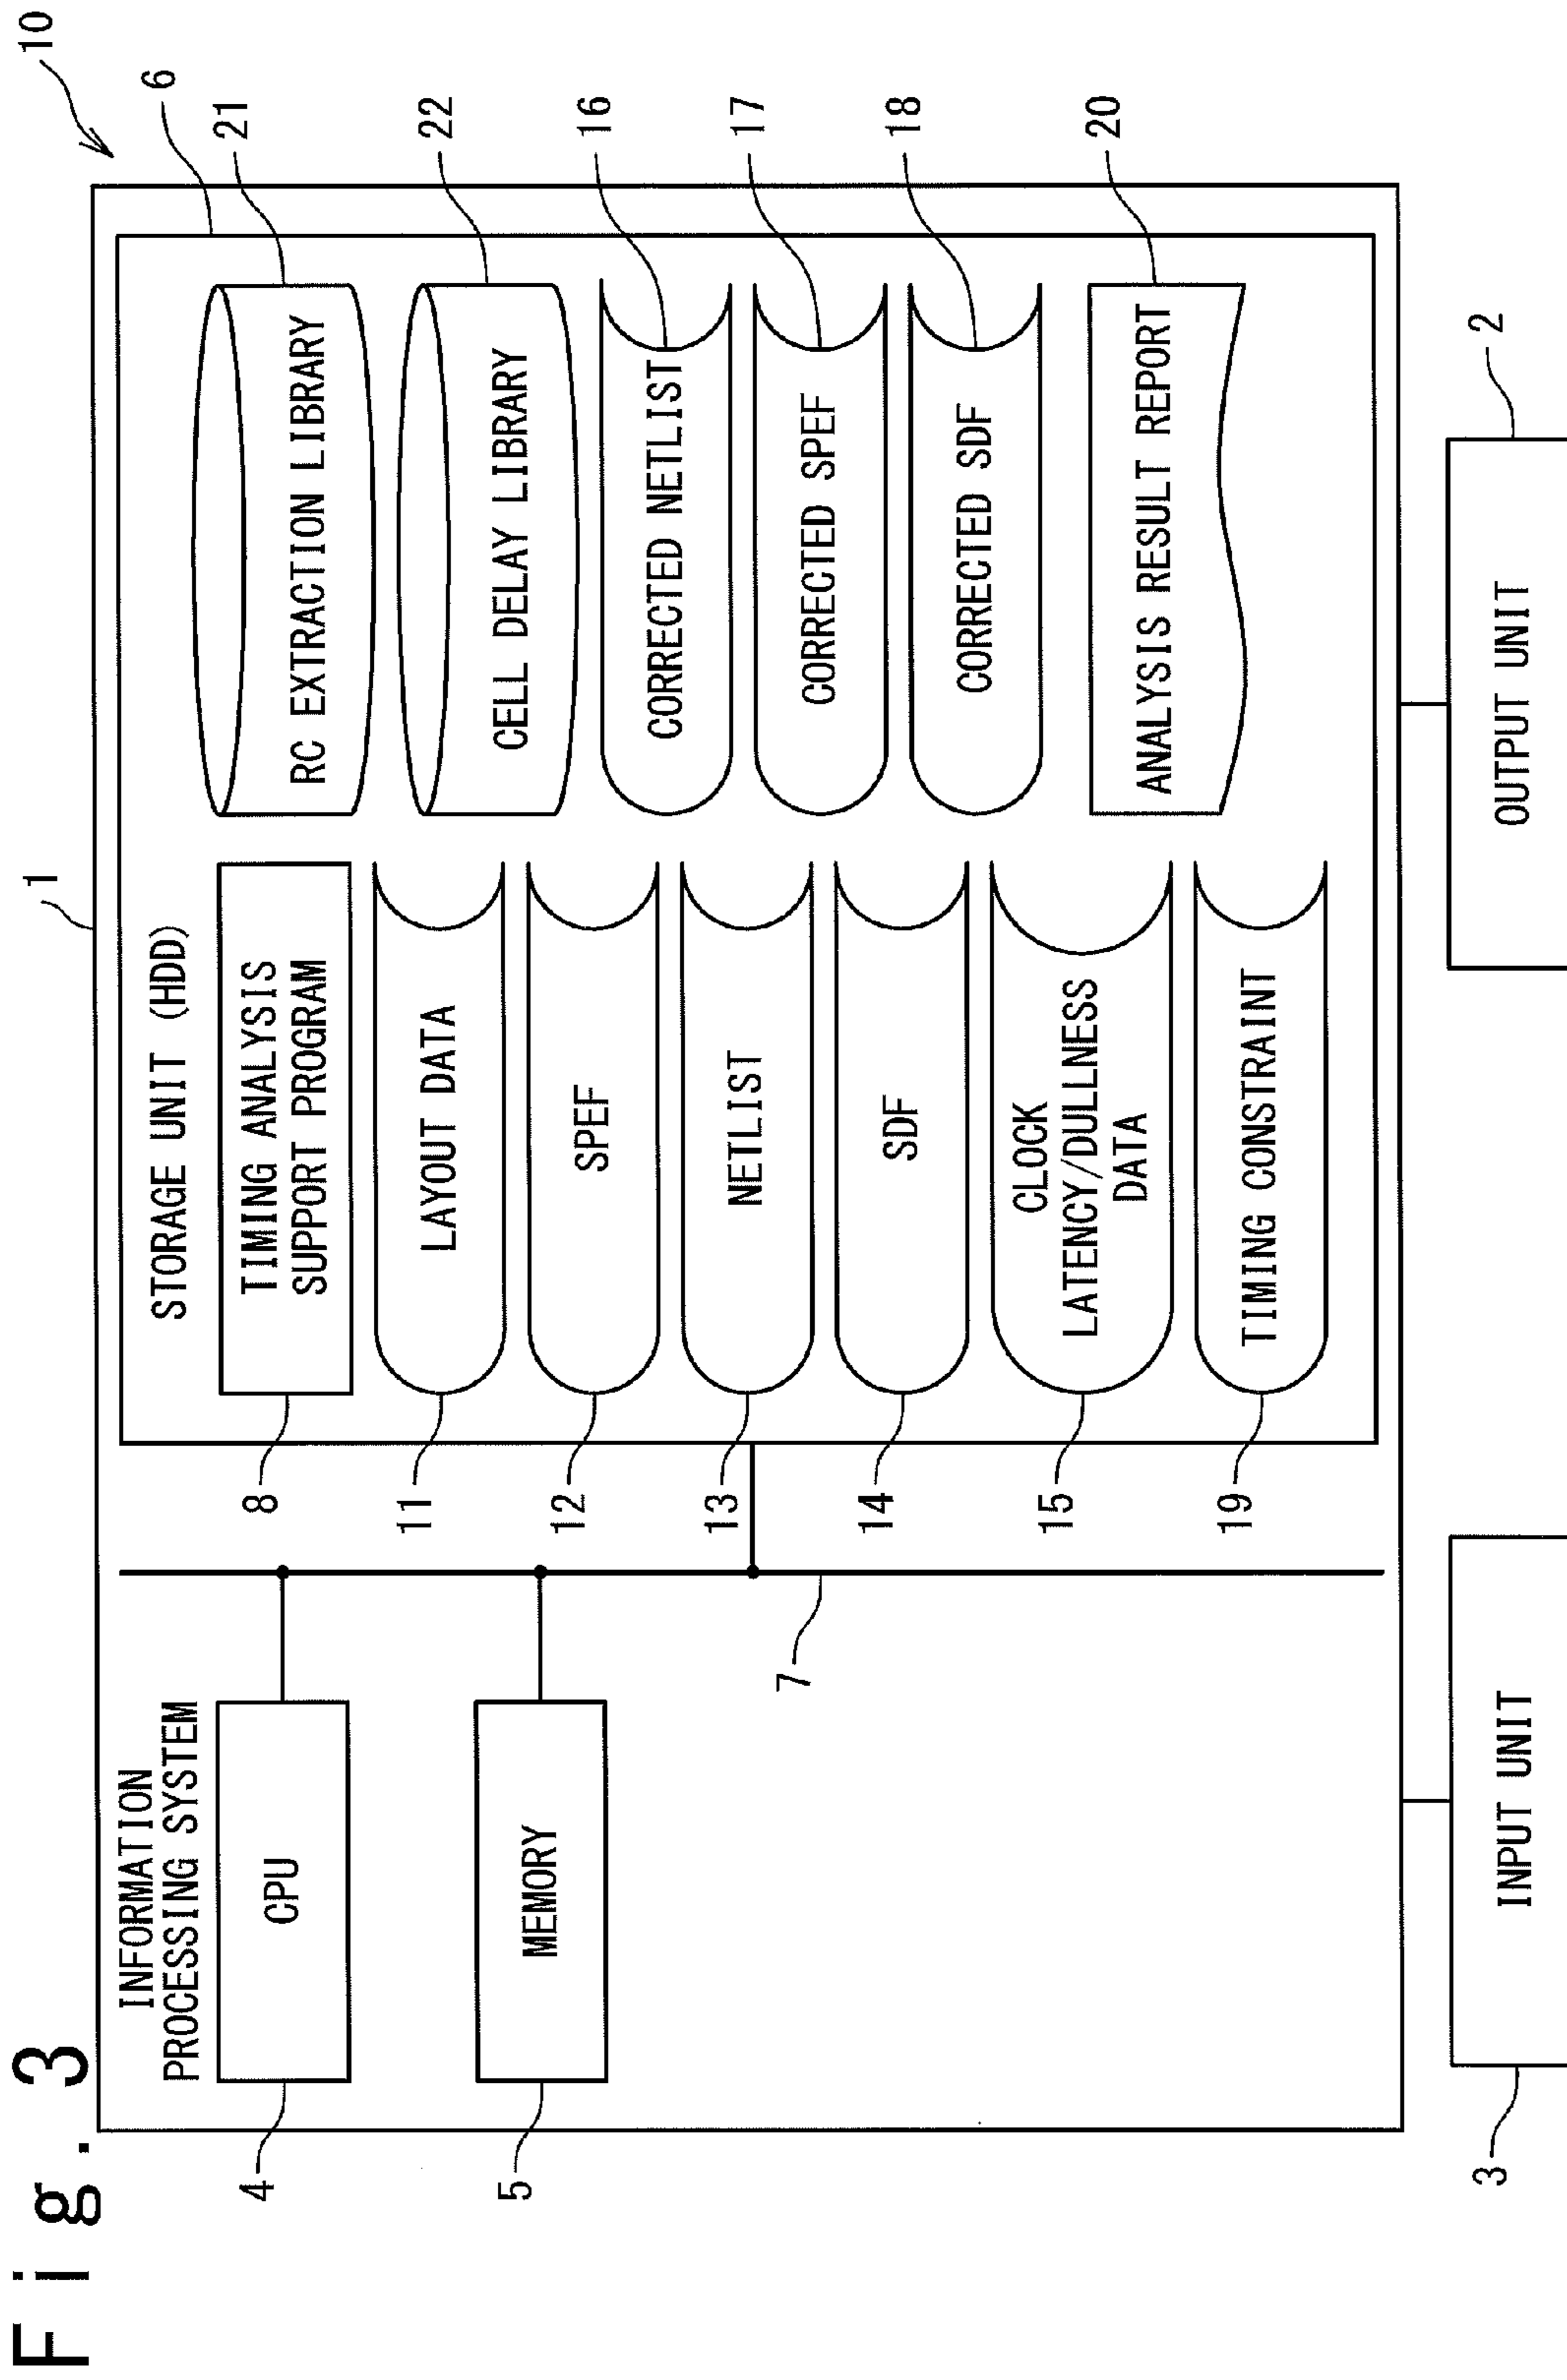 Fig. 3
10
1
6
INFORMATION
PROCESSING SYSTEM
4
CPU
5
MEMORY
7
STORAGE UNIT (HDD)
8
TIMING ANALYSIS
SUPPORT PROGRAM
11
LAYOUT DATA
12
SPEF
13
NETLIST
14
SDF
15
CLOCK
LATENCY/DULLNESS
DATA
19
TIMING CONSTRAINT
21
RC EXTRACTION LIBRARY
22
CELL DELAY LIBRARY
16
CORRECTED NETLIST
17
CORRECTED SPEF
18
CORRECTED SDF
20
ANALYSIS RESULT REPORT
3
INPUT UNIT
2
OUTPUT UNIT